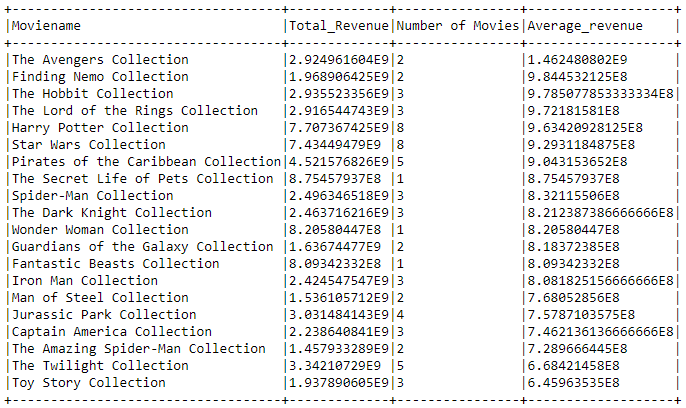 +---------------------------------+--------------+----------------+-------------------+
|Moviename                        |Total_Revenue|Number of Movies|Average_revenue    |
+---------------------------------+--------------+----------------+-------------------+
|The Avengers Collection          |2.924961604E9|2               |1.462480802E9      |
|Finding Nemo Collection          |1.968906425E9|2               |9.844532125E8      |
|The Hobbit Collection            |2.935523356E9|3               |9.785077853333334E8|
|The Lord of the Rings Collection |2.916544743E9|3               |9.72181581E8       |
|Harry Potter Collection          |7.707367425E9|8               |9.63420928125E8    |
|Star Wars Collection             |7.43449479E9 |8               |9.2931184875E8     |
|Pirates of the Caribbean Collection|4.521576826E9|5               |9.043153652E8      |
|The Secret Life of Pets Collection|8.75457937E8 |1               |8.75457937E8       |
|Spider-Man Collection            |2.496346518E9|3               |8.32115506E8       |
|The Dark Knight Collection       |2.463716216E9|3               |8.212387386666666E8|
|Wonder Woman Collection          |8.20580447E8 |1               |8.20580447E8       |
|Guardians of the Galaxy Collection |1.63674477E9 |2               |8.18372385E8       |
|Fantastic Beasts Collection      |8.09342332E8 |1               |8.09342332E8       |
|Iron Man Collection              |2.424547547E9|3               |8.081825156666666E8|
|Man of Steel Collection          |1.536105712E9|2               |7.68052856E8       |
|Jurassic Park Collection         |3.031484143E9|4               |7.5787103575E8     |
|Captain America Collection       |2.238640841E9|3               |7.462136136666666E8|
|The Amazing Spider-Man Collection |1.457933289E9|2               |7.289666445E8      |
|The Twilight Collection          |3.34210729E9 |5               |6.68421458E8       |
|Toy Story Collection             |1.937890605E9|3               |6.45963535E8       |
+---------------------------------+--------------+----------------+-------------------+